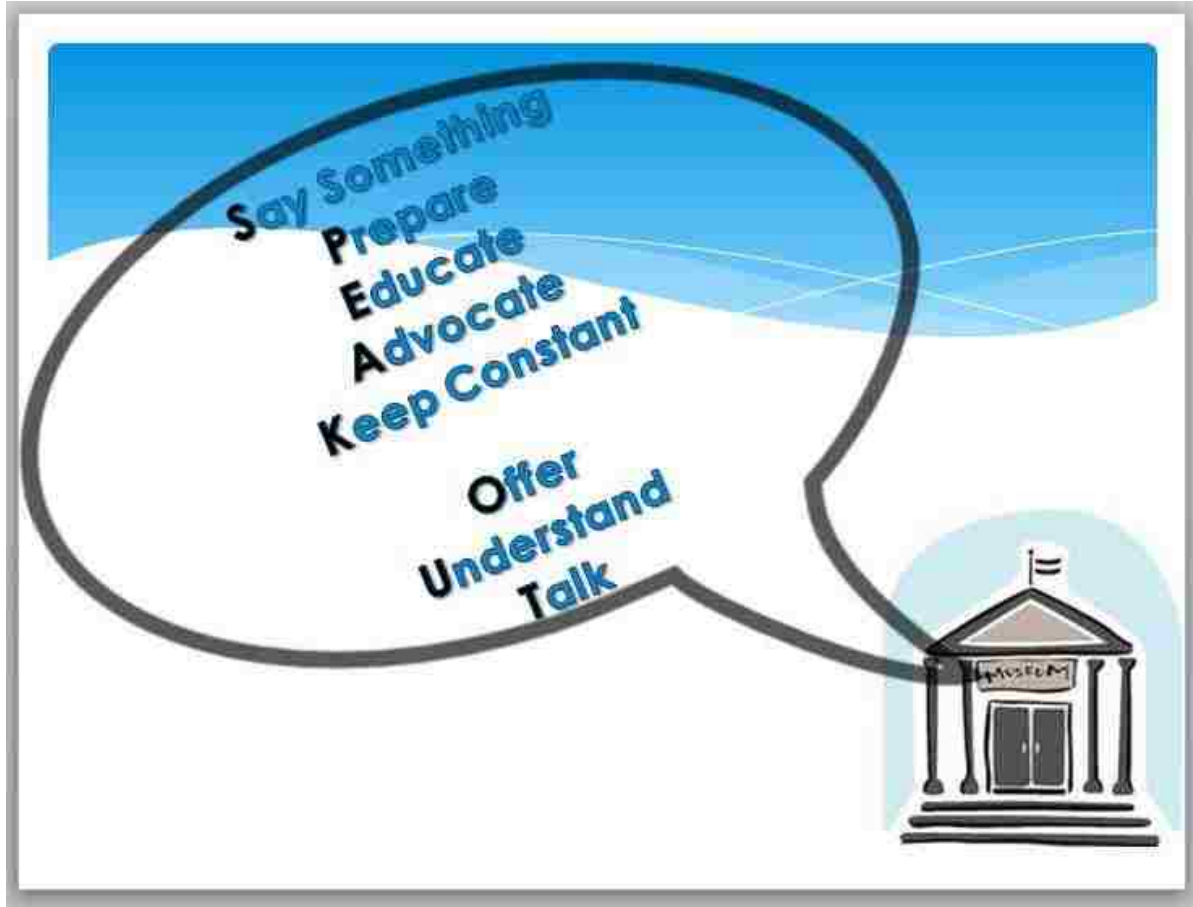 Say Something
Prepare
Educate
Advocate
Keep Constant
Offer
Understand
Talk
MUSEUM